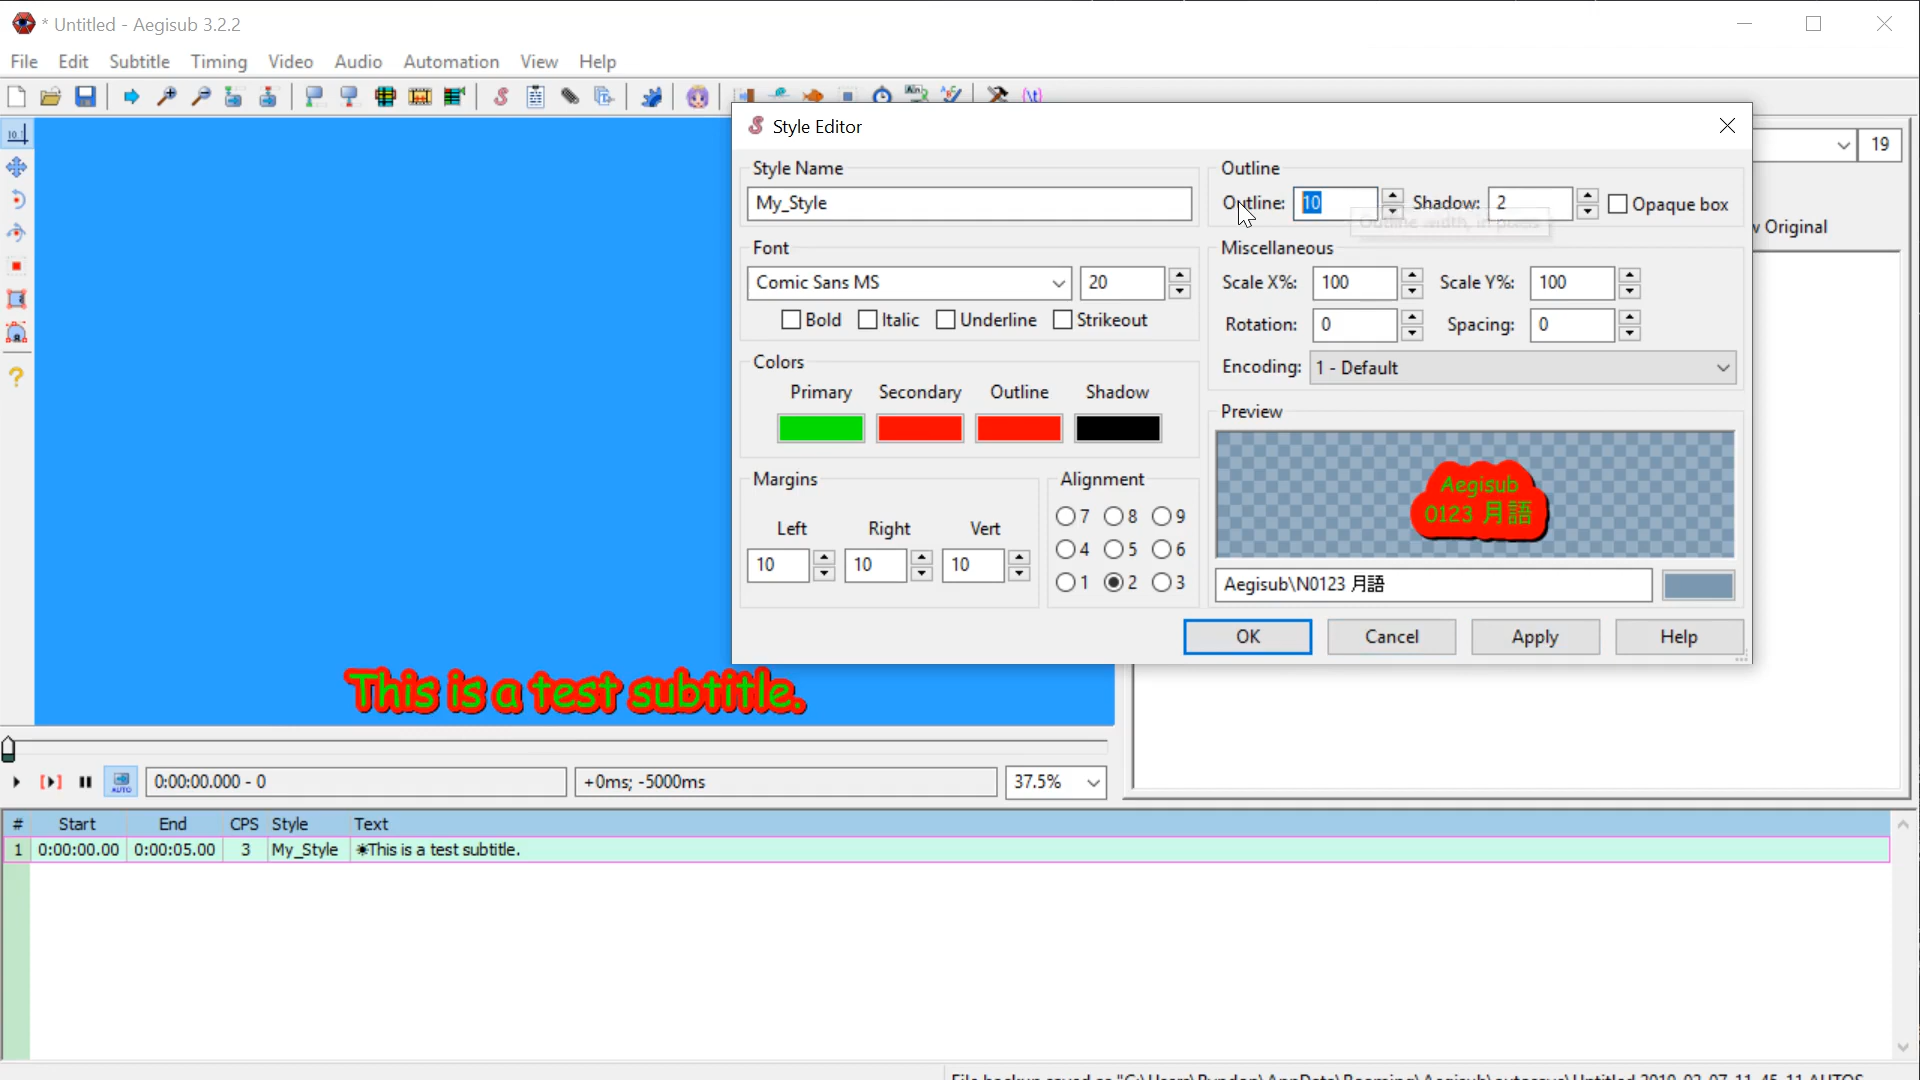 * Untitled - Aegisub 3.2.2
File Edit Subtitle Timing Video Audio Automation View Help
Style Editor
19
Style Name
My_Style
Outline
Outline: 10 Shadow: 2 Opaque box
Outline width, in pixels
Original
Font
Comic Sans MS 20
Bold Italic Underline Strikeout
Miscellaneous
Scale X%: 100 Scale Y%: 100
Rotation: 0 Spacing: 0
Encoding: 1 - Default
Colors
Primary Secondary Outline Shadow
Margins
Left Right Vert
10 10 10
Alignment
7 8 9
4 5 6
1 2 3
Preview
Aegisub
0123 月語
Aegisub\N0123 月語
OK Cancel Apply Help
This is a test subtitle.
AUTO 0:00:00.000 - 0 +0ms; -5000ms 37.5%
# Start End CPS Style Text
1 0:00:00.00 0:00:05.00 3 My_Style ☀This is a test subtitle.